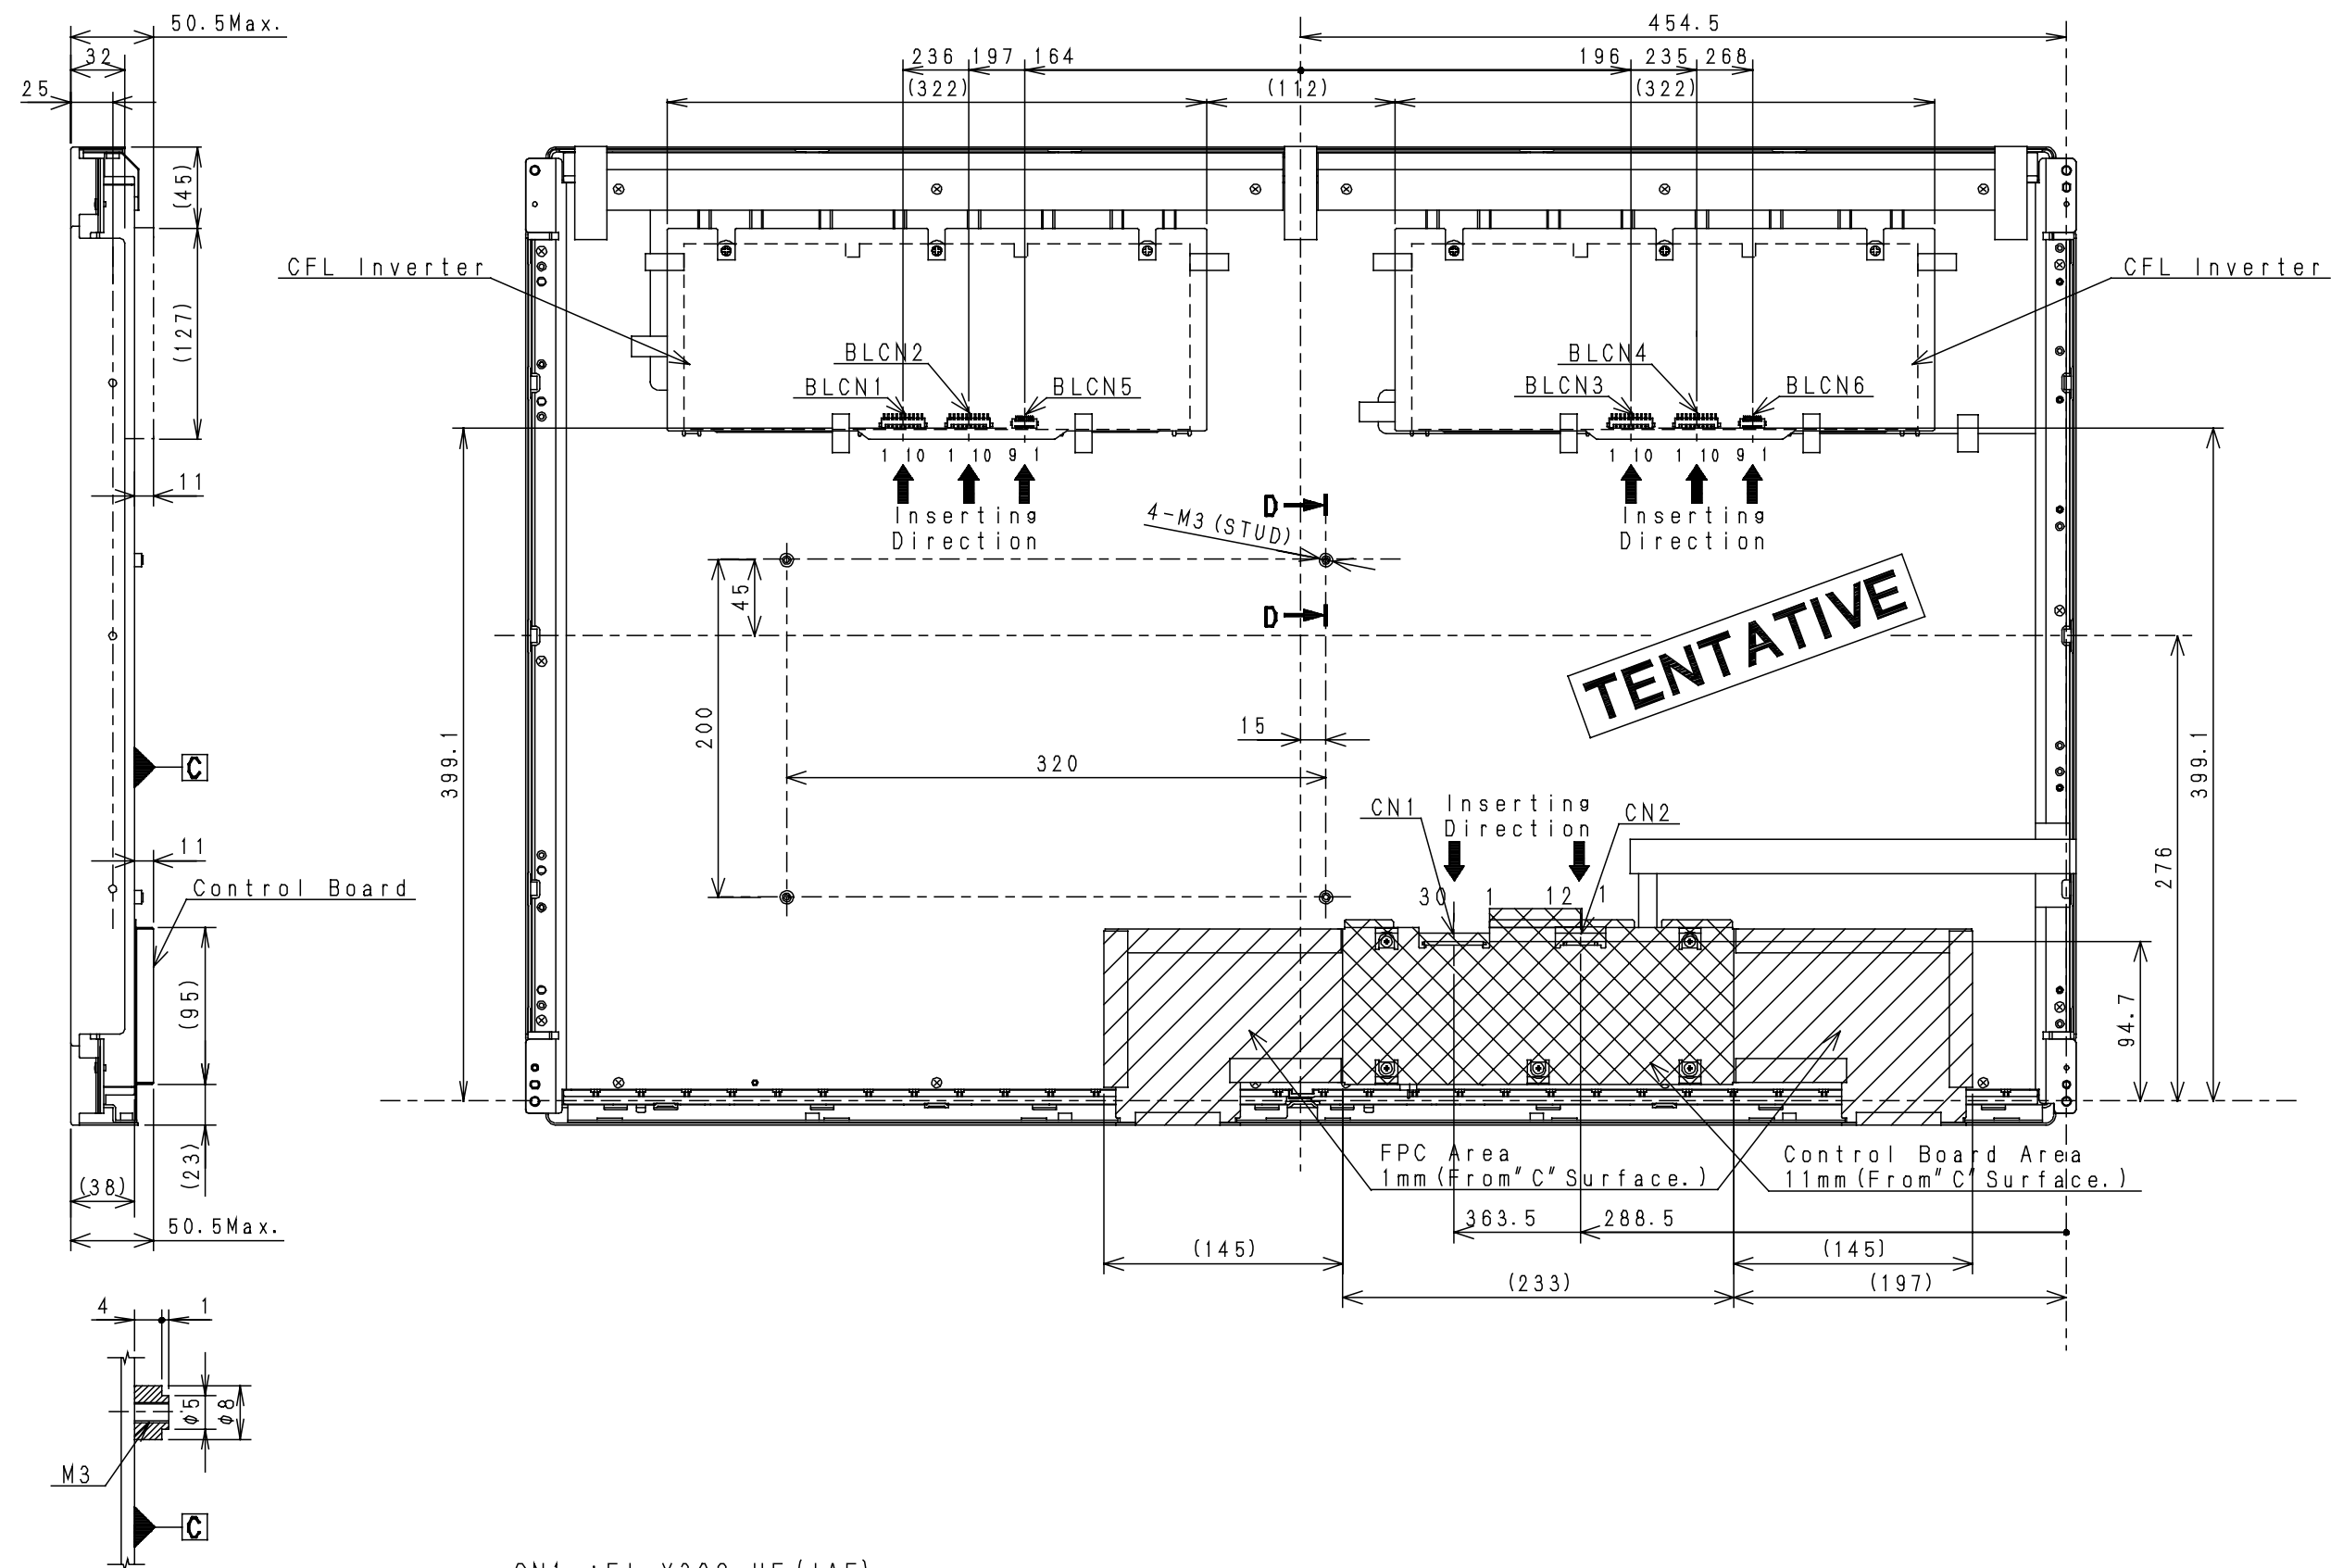 50.5Max.
32
25
454.5
236
197
164
196
235
268
(322)
(112)
(322)
(45)
(127)
CFL Inverter
CFL Inverter
BLCN2
BLCN1
BLCN5
BLCN4
BLCN3
BLCN6
1 10
1 10
9 1
1 10
1 10
9 1
11
Inserting
Direction
Inserting
Direction
D
4-M3(STUD)
D
45
TENTATIVE
200
15
320
399.1
399.1
C
11
Control Board
CN1
Inserting
Direction
CN2
30
1
12
1
276
(95)
94.7
(23)
(38)
50.5Max.
FPC Area
1mm(From"C"Surface.)
Control Board Area
11mm(From"C"Surface.)
363.5
288.5
(145)
(145)
(233)
(197)
4
1
φ5
φ8
M3
C